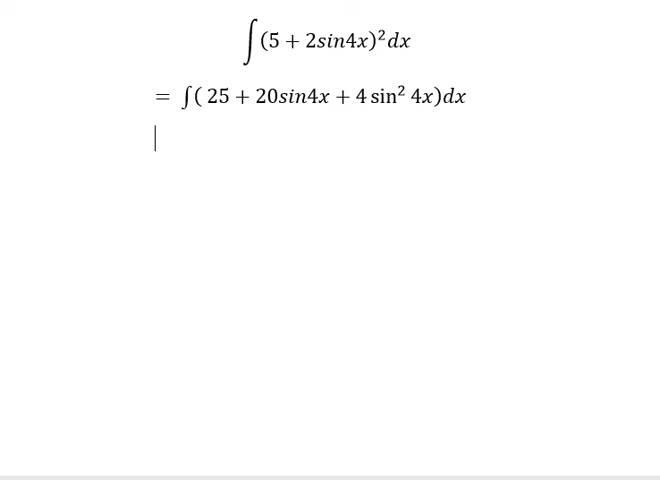 ∫(5 + 2sin4x)²dx
= ∫( 25 + 20sin4x + 4 sin² 4x)dx